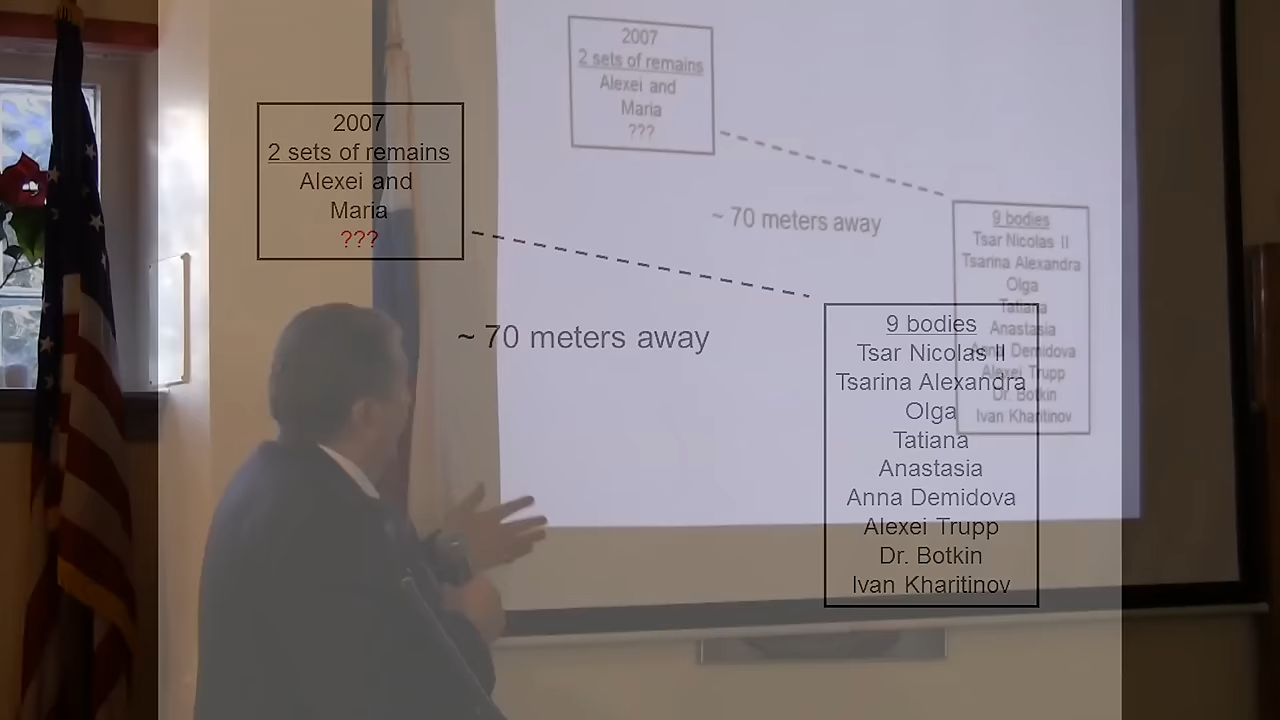 2007
2 sets of remains
Alexei and
Maria
???
~ 70 meters away
9 bodies
Tsar Nicolas II
Tsarina Alexandra
Olga
Tatiana
Anastasia
Anna Demidova
Alexei Trupp
Dr. Botkin
Ivan Kharitinov
2007
2 sets of remains
Alexei and
Maria
???
~ 70 meters away
9 bodies
Tsar Nicolas II
Tsarina Alexandra
Olga
Tatiana
Anastasia
Anna Demidova
Alexei Trupp
Dr. Botkin
Ivan Kharitinov